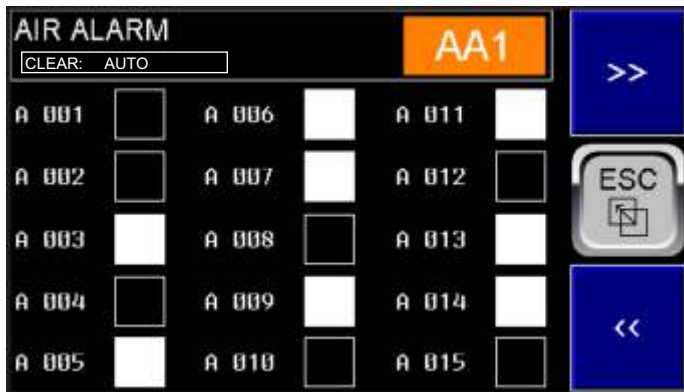 AIR ALARM
AA1
CLEAR: AUTO
>>
A 001
A 006
A 011
A 002
A 007
A 012
ESC
A 003
A 008
A 013
A 004
A 009
A 014
<<
A 005
A 010
A 015